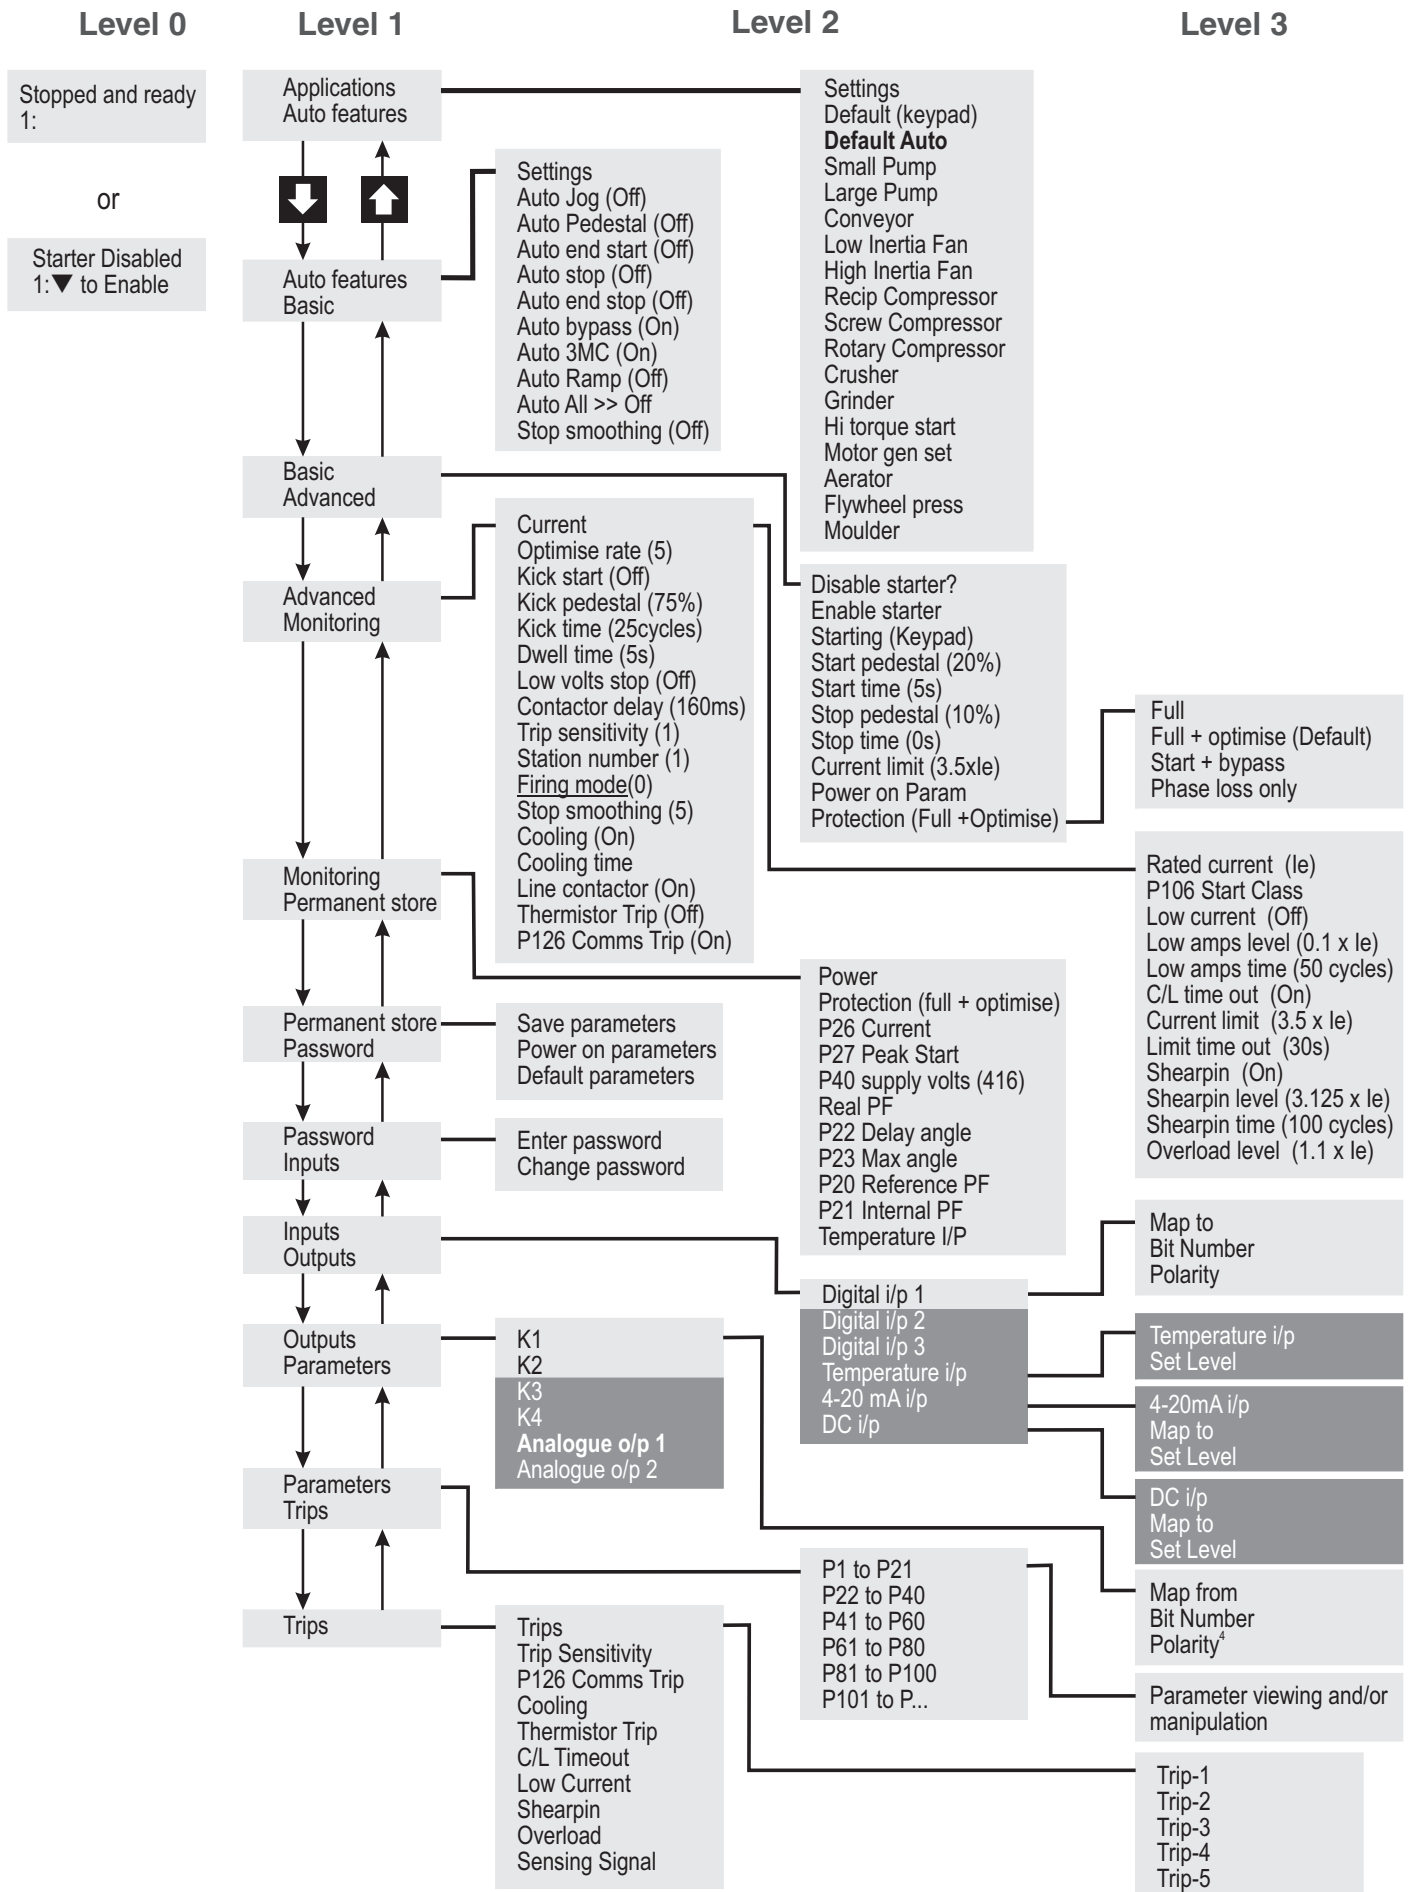 Level 0
Level 1
Level 2
Level 3
Stopped and ready
1:
or
Starter Disabled
1:▼ to Enable
Applications
Auto features
Auto features
Basic
Basic
Advanced
Advanced
Monitoring
Monitoring
Permanent store
Permanent store
Password
Password
Inputs
Inputs
Outputs
Outputs
Parameters
Parameters
Trips
Trips
Settings
Auto Jog (Off)
Auto Pedestal (Off)
Auto end start (Off)
Auto stop (Off)
Auto end stop (Off)
Auto bypass (On)
Auto 3MC (On)
Auto Ramp (Off)
Auto All >> Off
Stop smoothing (Off)
Current
Optimise rate (5)
Kick start (Off)
Kick pedestal (75%)
Kick time (25cycles)
Dwell time (5s)
Low volts stop (Off)
Contactor delay (160ms)
Trip sensitivity (1)
Station number (1)
Firing mode(0)
Stop smoothing (5)
Cooling (On)
Cooling time
Line contactor (On)
Thermistor Trip (Off)
P126 Comms Trip (On)
Save parameters
Power on parameters
Default parameters
Enter password
Change password
K1
K2
K3
K4
Analogue o/p 1
Analogue o/p 2
Trips
Trip Sensitivity
P126 Comms Trip
Cooling
Thermistor Trip
C/L Timeout
Low Current
Shearpin
Overload
Sensing Signal
Settings
Default (keypad)
Default Auto
Small Pump
Large Pump
Conveyor
Low Inertia Fan
High Inertia Fan
Recip Compressor
Screw Compressor
Rotary Compressor
Crusher
Grinder
Hi torque start
Motor gen set
Aerator
Flywheel press
Moulder
Disable starter?
Enable starter
Starting (Keypad)
Start pedestal (20%)
Start time (5s)
Stop pedestal (10%)
Stop time (0s)
Current limit (3.5xIe)
Power on Param
Protection (Full +Optimise)
Power
Protection (full + optimise)
P26 Current
P27 Peak Start
P40 supply volts (416)
Real PF
P22 Delay angle
P23 Max angle
P20 Reference PF
P21 Internal PF
Temperature I/P
Digital i/p 1
Digital i/p 2
Digital i/p 3
Temperature i/p
4-20 mA i/p
DC i/p
P1 to P21
P22 to P40
P41 to P60
P61 to P80
P81 to P100
P101 to P...
Full
Full + optimise (Default)
Start + bypass
Phase loss only
Rated current (Ie)
P106 Start Class
Low current (Off)
Low amps level (0.1 x Ie)
Low amps time (50 cycles)
C/L time out (On)
Current limit (3.5 x Ie)
Limit time out (30s)
Shearpin (On)
Shearpin level (3.125 x Ie)
Shearpin time (100 cycles)
Overload level (1.1 x Ie)
Map to
Bit Number
Polarity
Temperature i/p
Set Level
4-20mA i/p
Map to
Set Level
DC i/p
Map to
Set Level
Map from
Bit Number
Polarity⁴
Parameter viewing and/or
manipulation
Trip-1
Trip-2
Trip-3
Trip-4
Trip-5